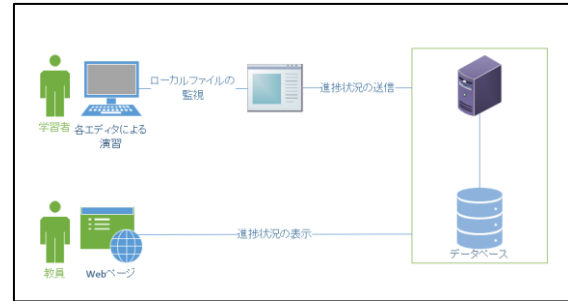 ローカルファイルの
監視
進捗状況の送信
学習者
各エディタによる
演習
進捗状況の表示
データベース
教員
Webページ